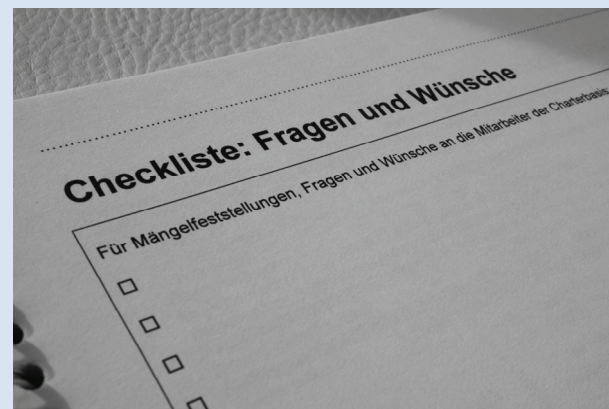 Checkliste: Fragen und Wünsche
Für Mängelfeststellungen, Fragen und Wünsche an die Mitarbeiter der Charterbasis: